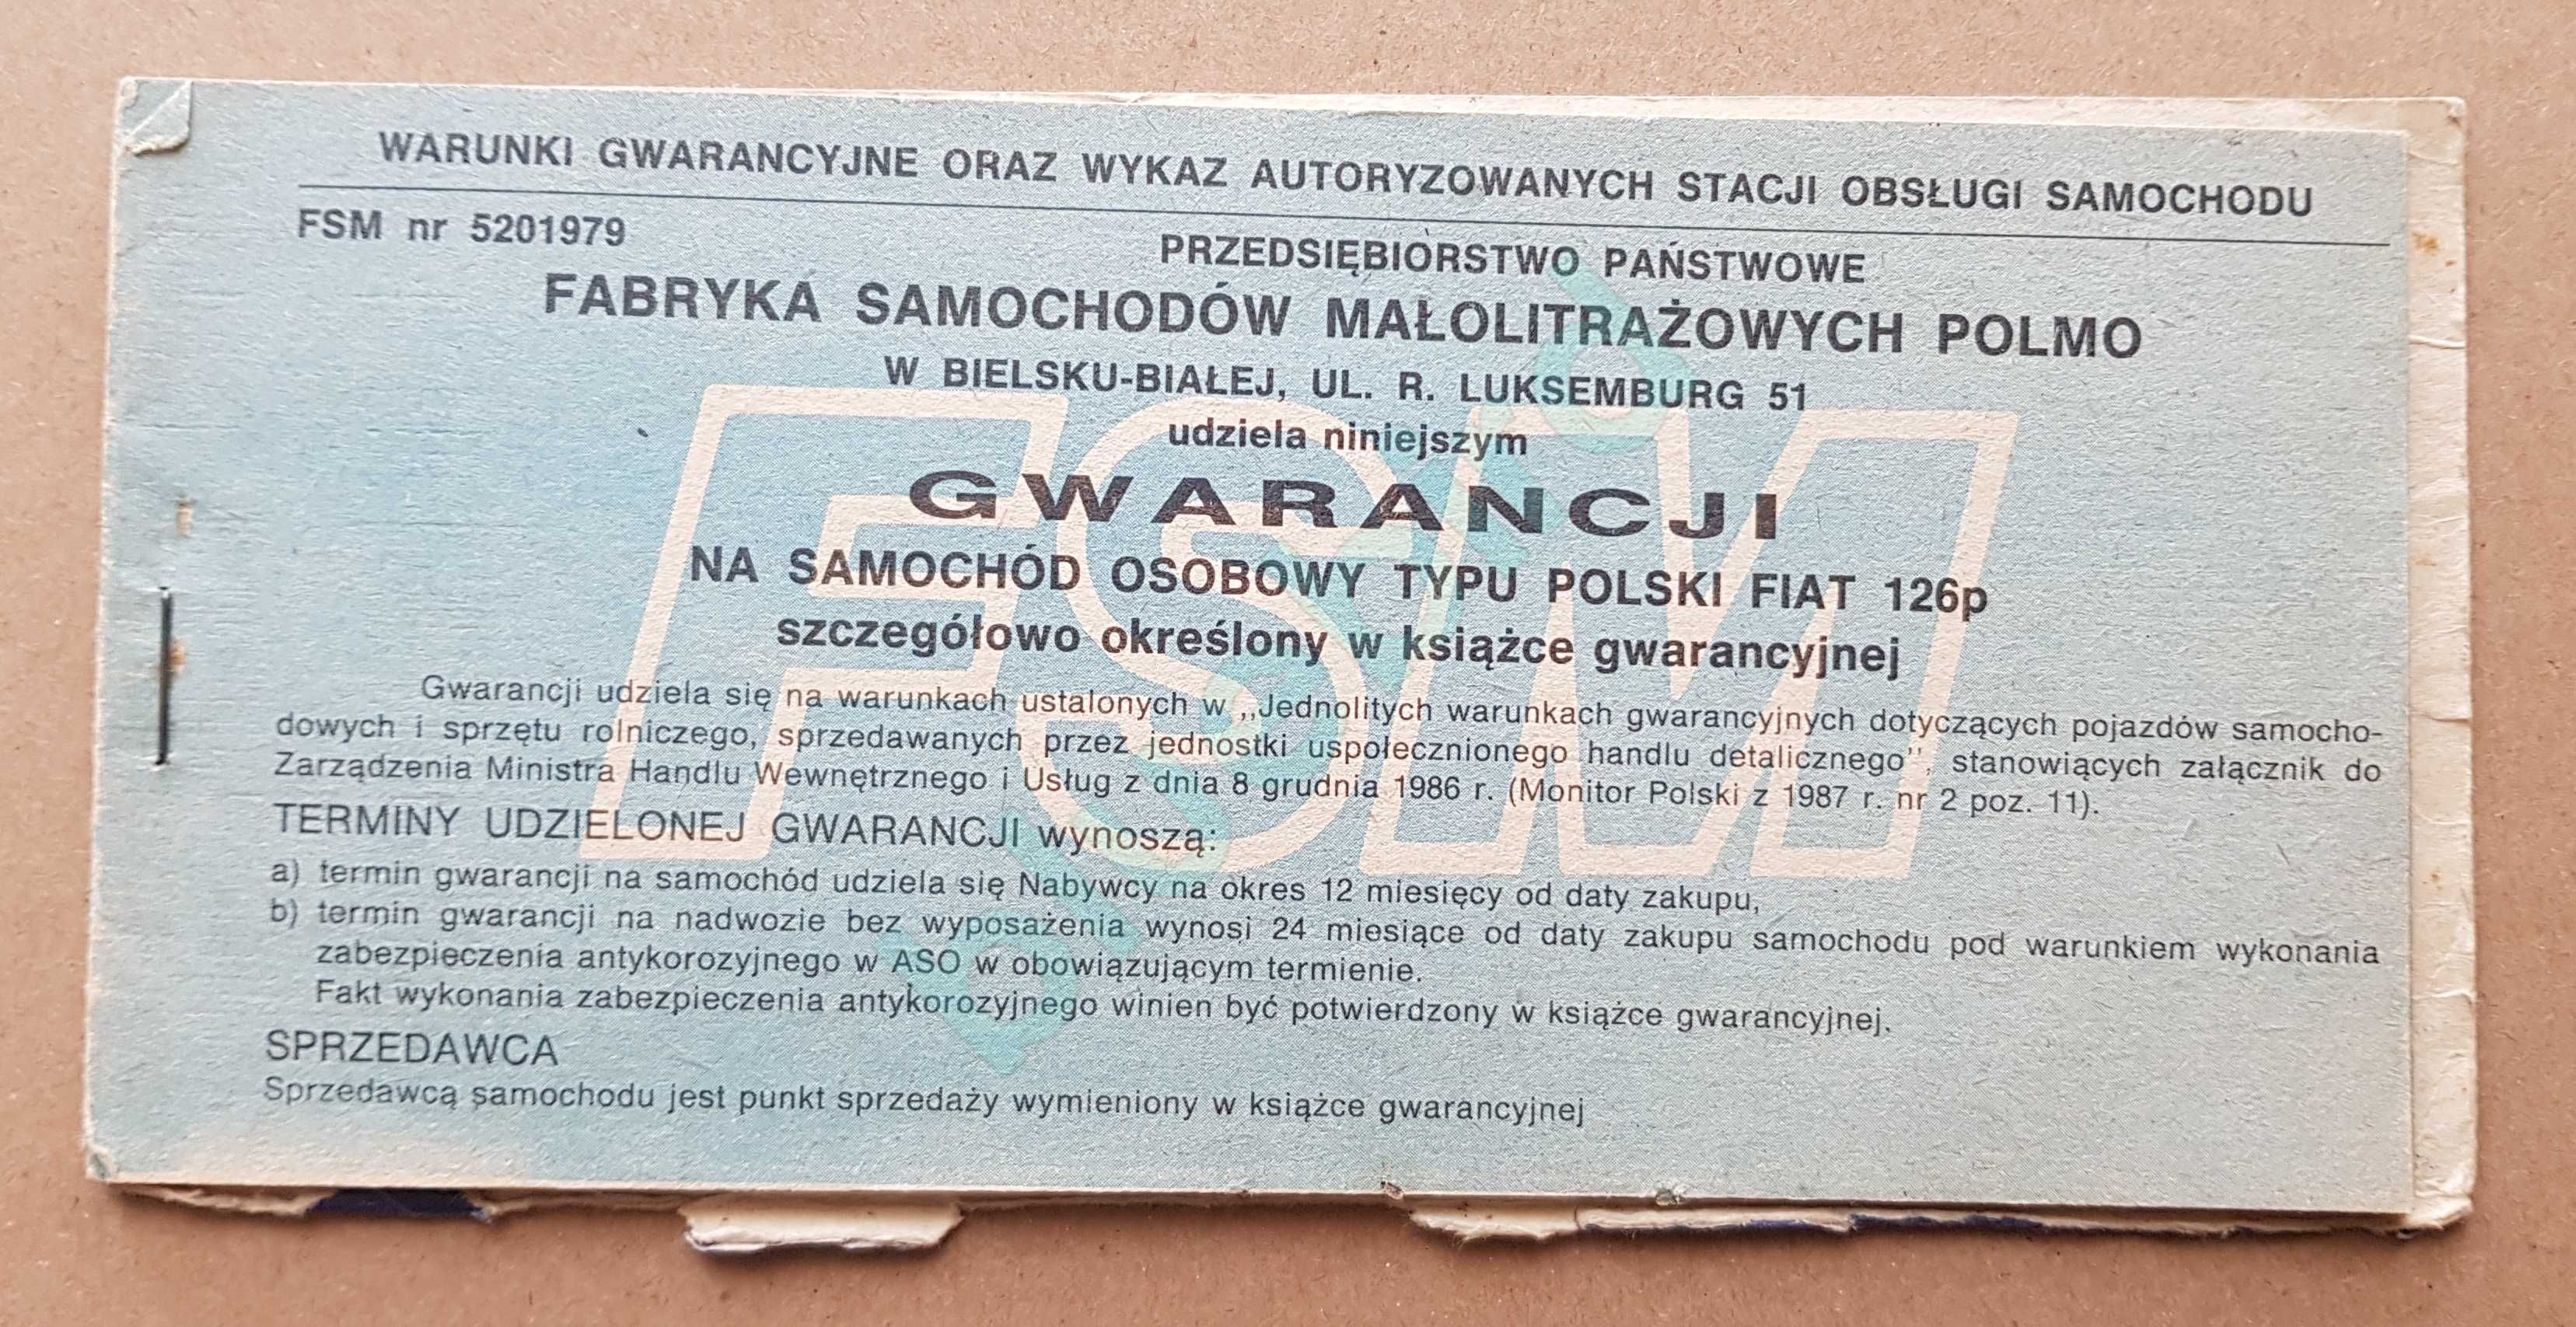 WARUNKI GWARANCYJNE ORAZ WYKAZ AUTORYZOWANYCH STACJI OBSŁUGI SAMOCHODU
FSM nr 5201979
PRZEDSIĘBIORSTWO PAŃSTWOWE
FABRYKA SAMOCHODÓW MAŁOLITRAŻOWYCH POLMO
W BIELSKU-BIAŁEJ, UL. R. LUKSEMBURG 51
udziela niniejszym
GWARANCJI
NA SAMOCHÓD OSOBOWY TYPU POLSKI FIAT 126p
szczegółowo określony w książce gwarancyjnej
Gwarancji udziela się na warunkach ustalonych w „Jednolitych warunkach gwarancyjnych dotyczących pojazdów samocho-
dowych i sprzętu rolniczego, sprzedawanych przez jednostki uspołecznionego handlu detalicznego", stanowiących załącznik do
Zarządzenia Ministra Handlu Wewnętrznego i Usług z dnia 8 grudnia 1986 r. (Monitor Polski z 1987 r. nr 2 poz. 11).
TERMINY UDZIELONEJ GWARANCJI wynoszą:
a) termin gwarancji na samochód udziela się Nabywcy na okres 12 miesięcy od daty zakupu,
b) termin gwarancji na nadwozie bez wyposażenia wynosi 24 miesiące od daty zakupu samochodu pod warunkiem wykonania
zabezpieczenia antykorozyjnego w ASO w obowiązującym termienie.
Fakt wykonania zabezpieczenia antykorozyjnego winien być potwierdzony w książce gwarancyjnej.
SPRZEDAWCA
Sprzedawcą samochodu jest punkt sprzedaży wymieniony w książce gwarancyjnej
FSM